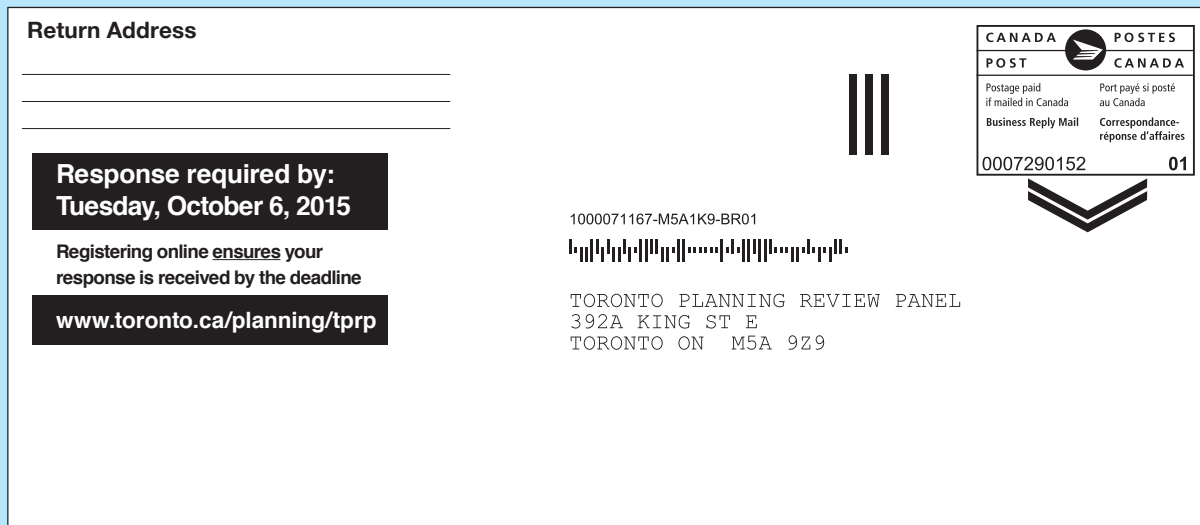 Return Address
Response required by:
Tuesday, October 6, 2015
Registering online ensures your
response is received by the deadline
www.toronto.ca/planning/tprp
CANADA POSTES
POST CANADA
Postage paid
if mailed in Canada
Port payé si posté
au Canada
Business Reply Mail
Correspondance-
réponse d'affaires
0007290152 01
1000071167-M5A1K9-BR01
TORONTO PLANNING REVIEW PANEL
392A KING ST E
TORONTO ON M5A 9Z9